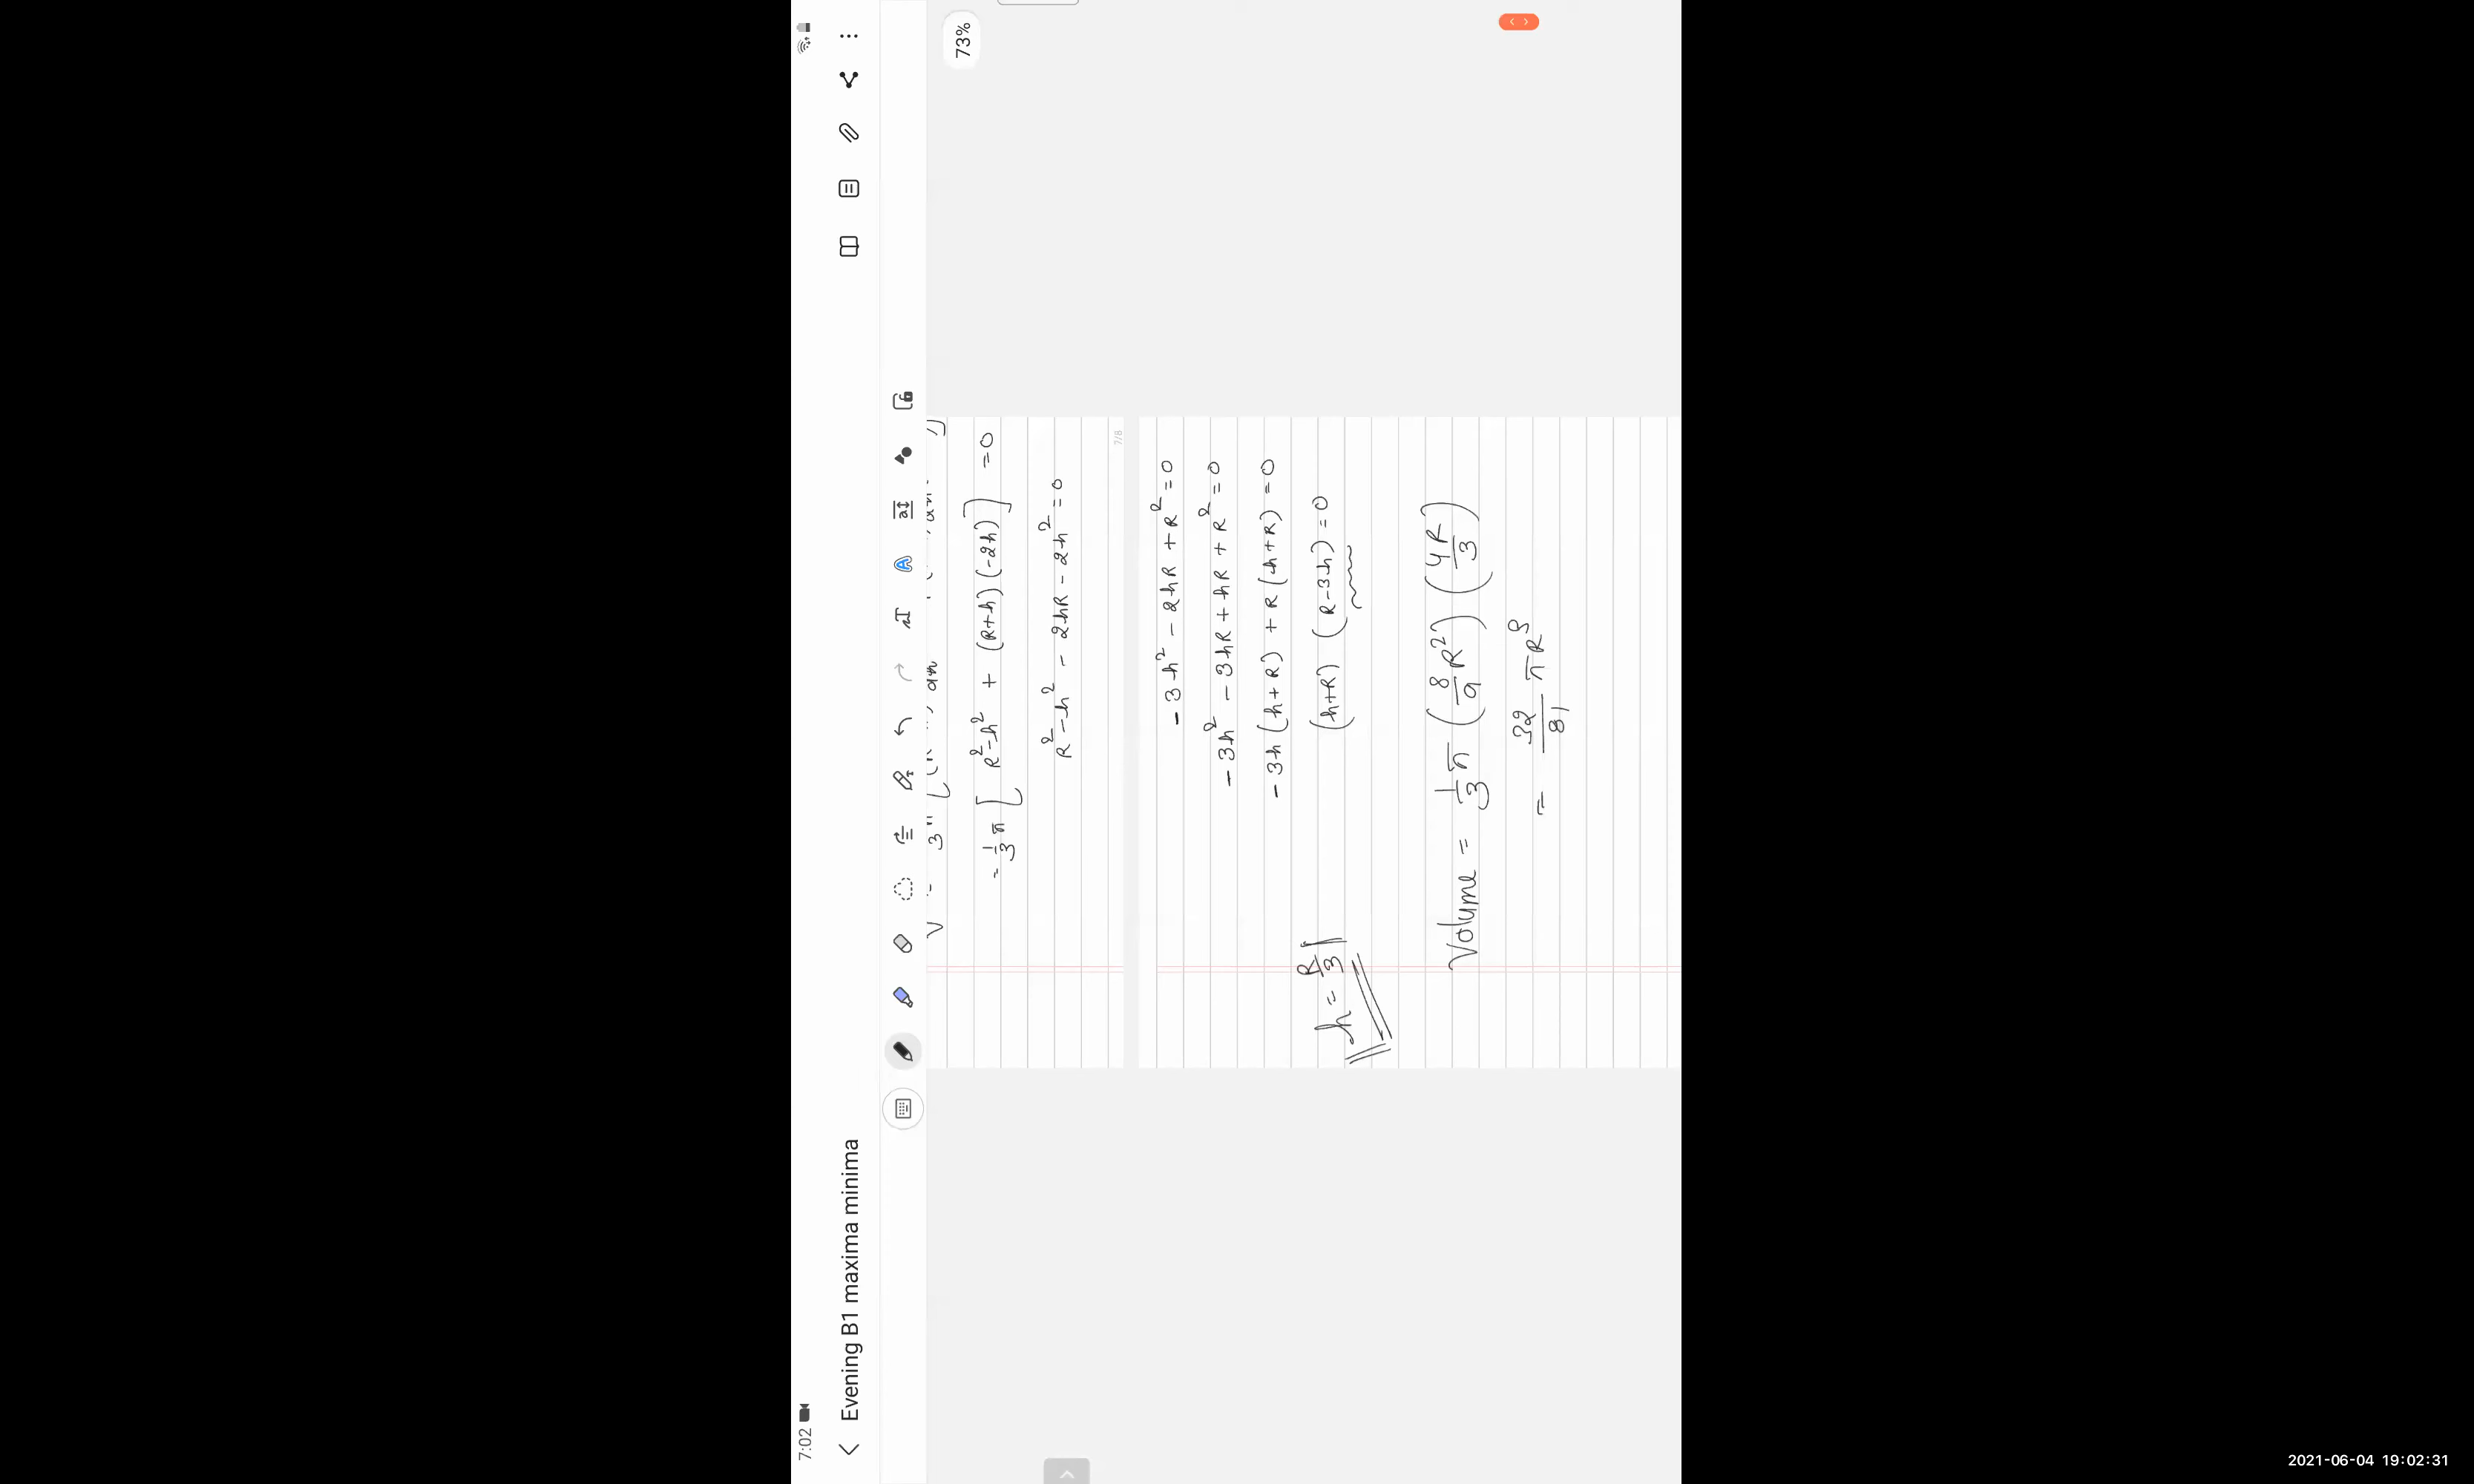 7:02
Evening B1 maxima minima
73%
= 1/3 π [ R²-h² + (R+h)(-2h) ] =0
R²-h² - 2hR - 2h² =0
7/8
-3h² - 2hR + R² =0
-3h² - 3hR + hR + R² =0
-3h (h+R) + R (h+R) =0
(h+R) (R-3h) =0
h = R/3
Volume = 1/3 π (8/9 R²) (4R/3)
= 32/81 πR³
2021-06-04 19:02:31